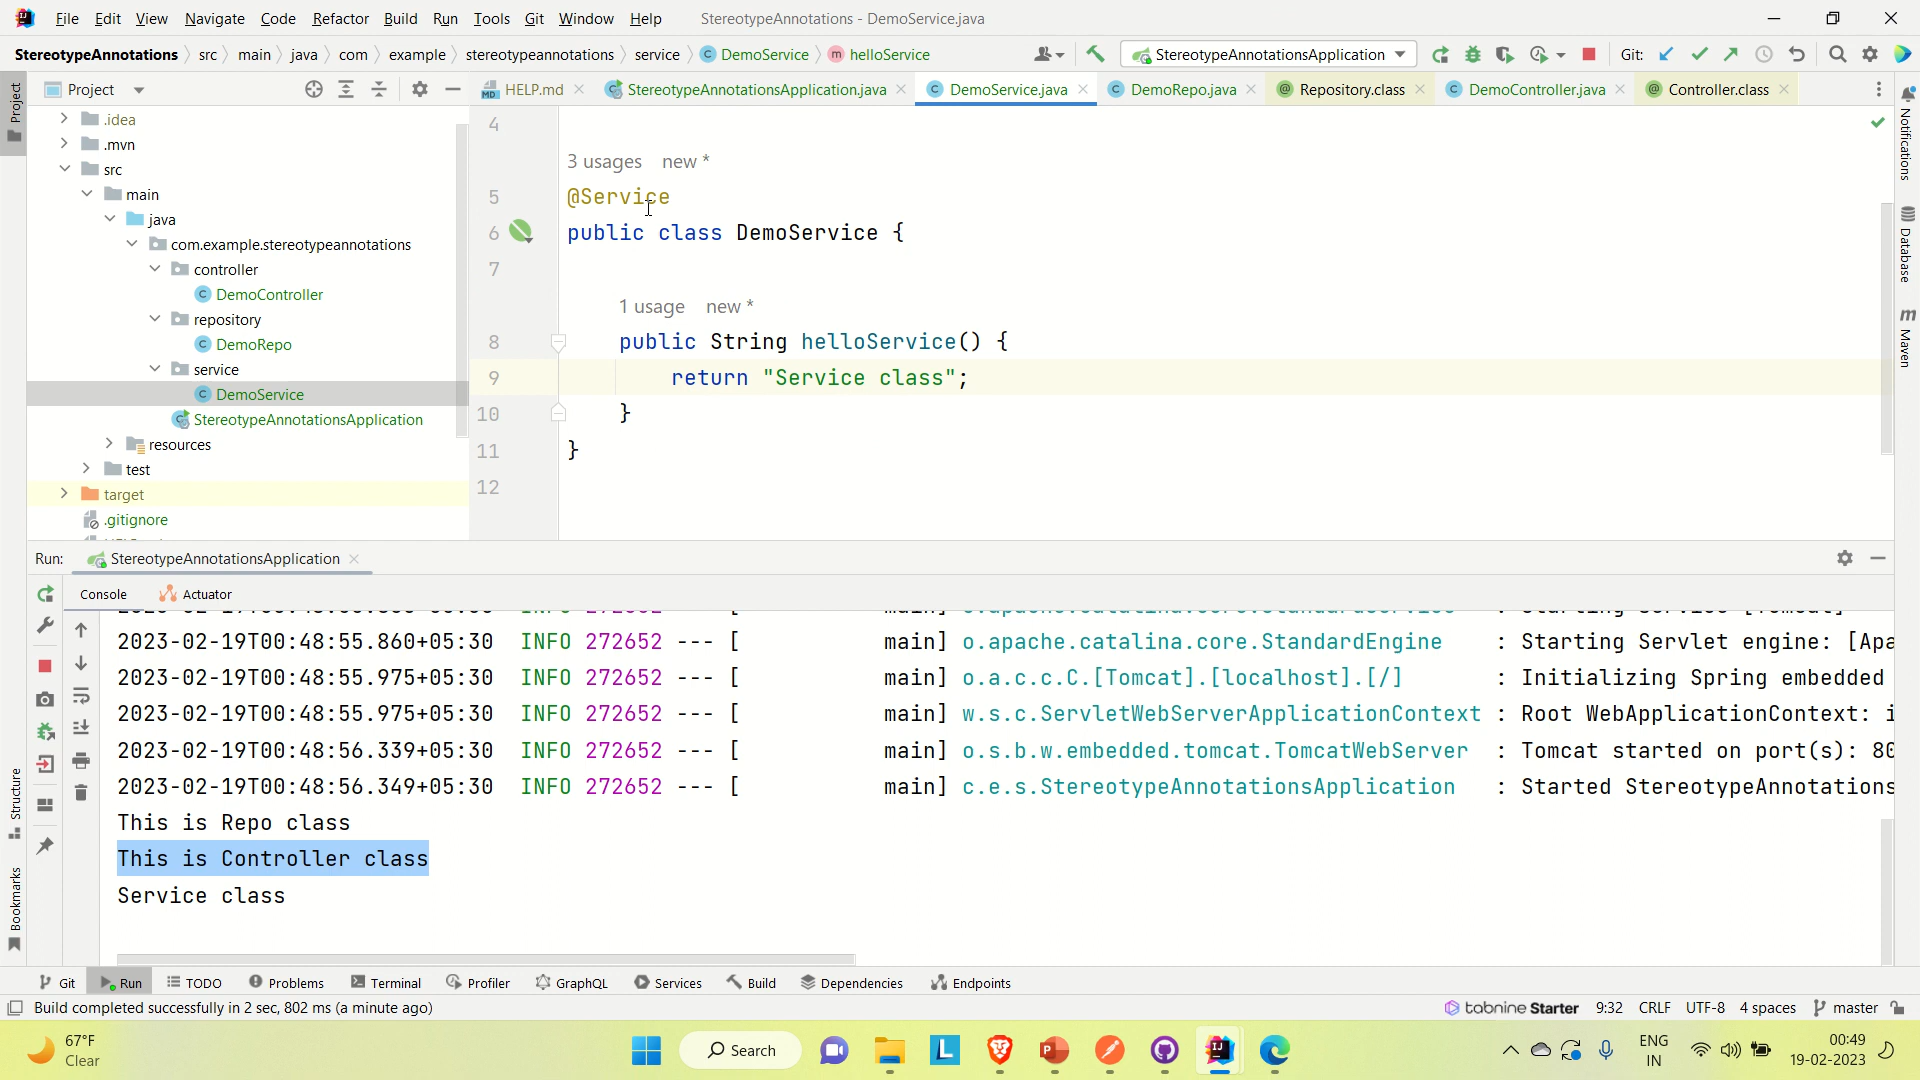 File Edit View Navigate Code Refactor Build Run Tools Git Window Help StereotypeAnnotations - DemoService.java
StereotypeAnnotations src main java com example stereotypeannotations service DemoService helloService StereotypeAnnotationsApplication Git:
Project HELP.md StereotypeAnnotationsApplication.java DemoService.java DemoRepo.java Repository.class DemoController.java Controller.class
Project
Notifications
Database
Maven
.idea
.mvn
src
main
java
com.example.stereotypeannotations
controller
DemoController
repository
DemoRepo
service
DemoService
StereotypeAnnotationsApplication
resources
test
target
.gitignore
4
3 usages new *
5 @Service
6 public class DemoService {
7
1 usage new *
8 public String helloService() {
9 return "Service class";
10 }
11 }
12
Run: StereotypeAnnotationsApplication
Console Actuator
2023-02-19T00:48:55.860+05:30 INFO 272652 --- [ main] o.apache.catalina.core.StandardEngine : Starting Servlet engine: [Apa
2023-02-19T00:48:55.975+05:30 INFO 272652 --- [ main] o.a.c.c.C.[Tomcat].[localhost].[/] : Initializing Spring embedded
2023-02-19T00:48:55.975+05:30 INFO 272652 --- [ main] w.s.c.ServletWebServerApplicationContext : Root WebApplicationContext: i
2023-02-19T00:48:56.339+05:30 INFO 272652 --- [ main] o.s.b.w.embedded.tomcat.TomcatWebServer : Tomcat started on port(s): 80
2023-02-19T00:48:56.349+05:30 INFO 272652 --- [ main] c.e.s.StereotypeAnnotationsApplication : Started StereotypeAnnotations
This is Repo class
This is Controller class
Service class
Structure
Bookmarks
Git Run TODO Problems Terminal Profiler GraphQL Services Build Dependencies Endpoints
Build completed successfully in 2 sec, 802 ms (a minute ago) tabnine Starter 9:32 CRLF UTF-8 4 spaces master
67°F
Clear
Search
ENG
IN
00:49
19-02-2023